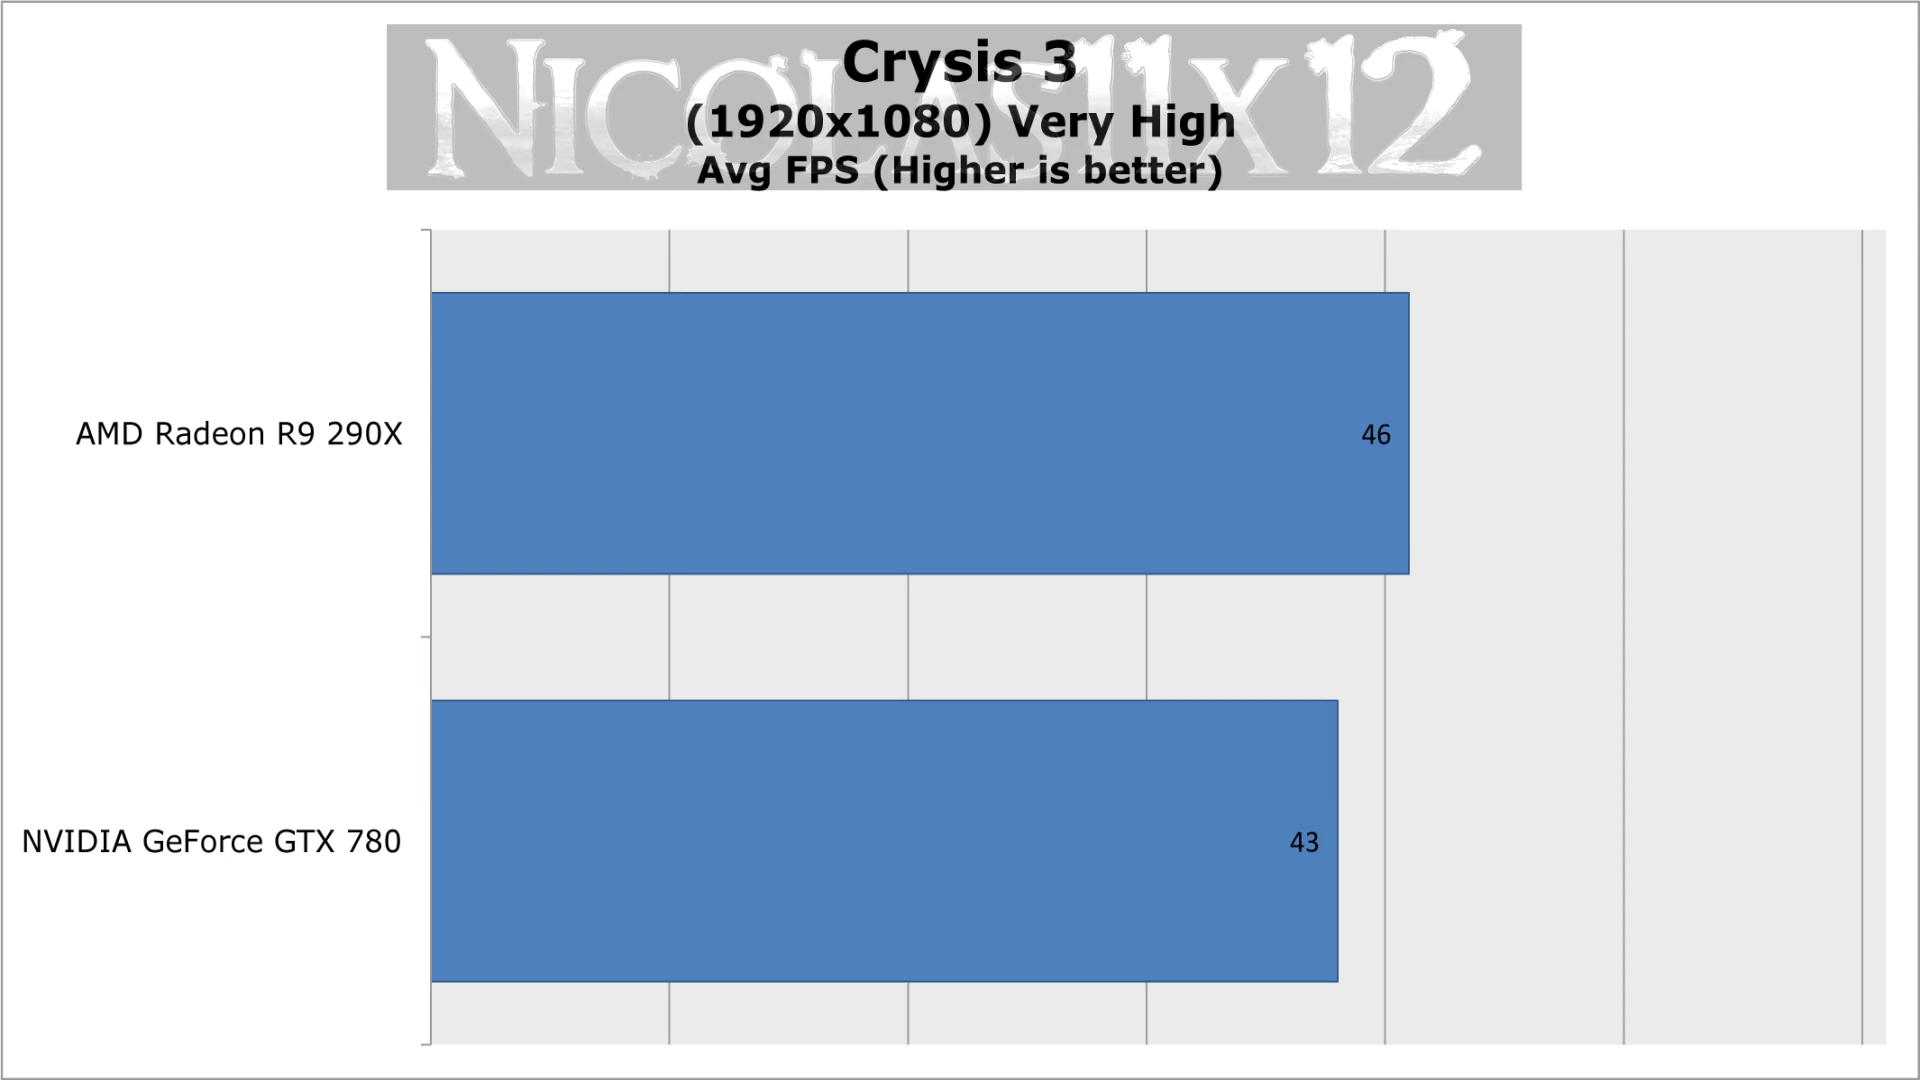 Nicolas11x12
Crysis 3
(1920x1080) Very High
Avg FPS (Higher is better)
AMD Radeon R9 290X
46
NVIDIA GeForce GTX 780
43